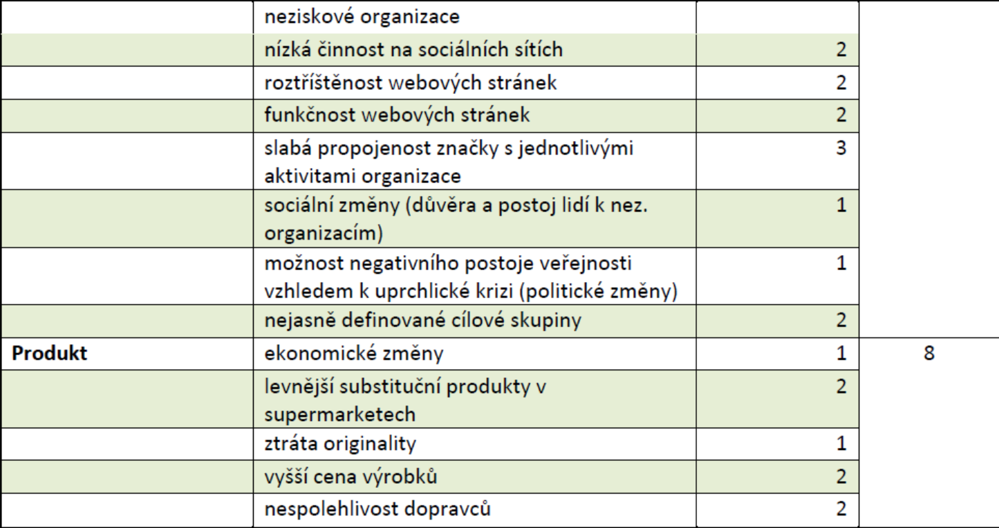 neziskové organizace
nízká činnost na sociálních sítích 2
roztříštěnost webových stránek 2
funkčnost webových stránek 2
slabá propojenost značky s jednotlivými 3
aktivitami organizace
sociální změny (důvěra a postoj lidí k nez. 1
organizacím)
možnost negativního postoje veřejnosti 1
vzhledem k uprchlické krizi (politické změny)
nejasně definované cílové skupiny 2
Produkt ekonomické změny 1 8
levnější substituční produkty v 2
supermarketech
ztráta originality 1
vyšší cena výrobků 2
nespolehlivost dopravců 2